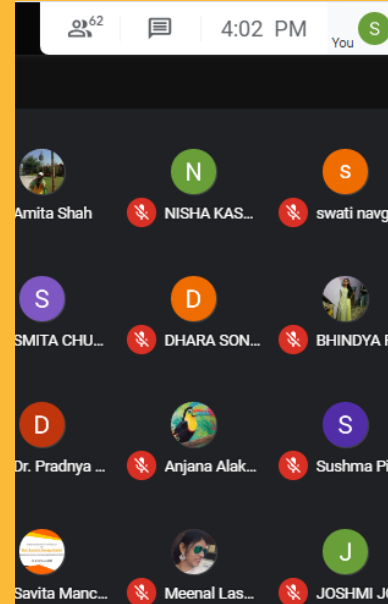 62
4:02 PM
You S
Amita Shah
N
NISHA KAS...
s
swati navg
S
SMITA CHU...
D
DHARA SON...
BHINDYA
D
Dr. Pradnya ...
Anjana Alak...
S
Sushma Pi
Savita Manc...
Meenal Las...
J
JOSHMI